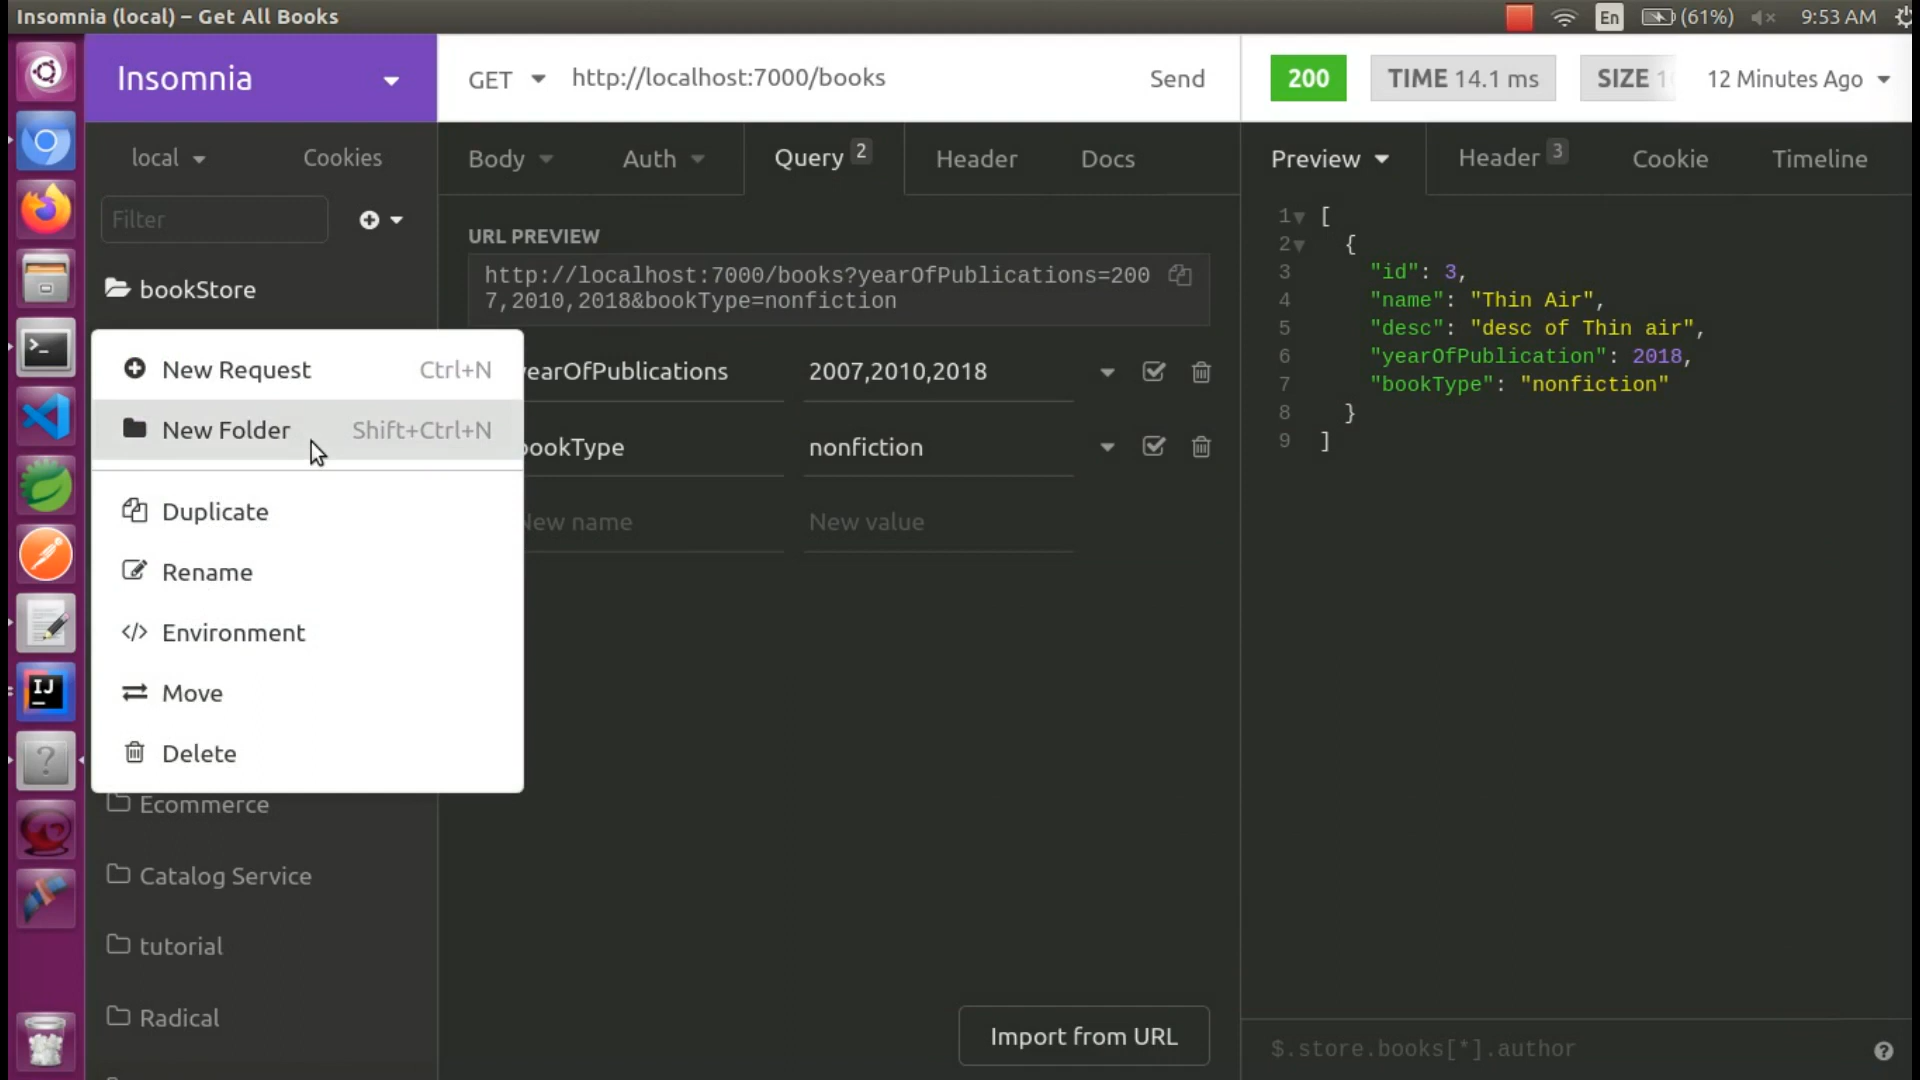 Insomnia (local) – Get All Books
En
(61%)
9:53 AM
Insomnia
GET
http://localhost:7000/books
Send
200
TIME 14.1 ms
SIZE
12 Minutes Ago
local
Cookies
Body
Auth
Query 2
Header
Docs
Preview
Header 3
Cookie
Timeline
Filter
bookStore
URL PREVIEW
http://localhost:7000/books?yearOfPublications=200
7,2010,2018&bookType=nonfiction
New Request Ctrl+N
New Folder Shift+Ctrl+N
Duplicate
Rename
Environment
Move
Delete
earOfPublications
2007,2010,2018
ookType
nonfiction
New name
New value
Ecommerce
Catalog Service
tutorial
Radical
Import from URL
1 [
2 {
3 "id": 3,
4 "name": "Thin Air",
5 "desc": "desc of Thin air",
6 "yearOfPublication": 2018,
7 "bookType": "nonfiction"
8 }
9 ]
$.store.books[*].author
IJ